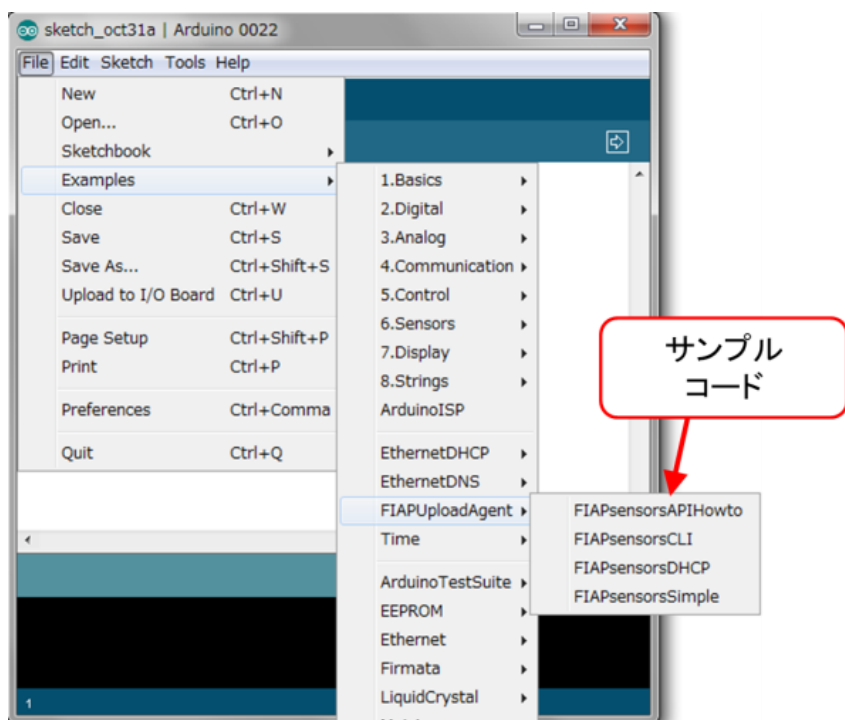 sketch_oct31a | Arduino 0022
File Edit Sketch Tools Help
New Ctrl+N
Open... Ctrl+O
Sketchbook
Examples
Close Ctrl+W
Save Ctrl+S
Save As... Ctrl+Shift+S
Upload to I/O Board Ctrl+U
Page Setup Ctrl+Shift+P
Print Ctrl+P
Preferences Ctrl+Comma
Quit Ctrl+Q
1.Basics
2.Digital
3.Analog
4.Communication
5.Control
6.Sensors
7.Display
8.Strings
ArduinoISP
EthernetDHCP
EthernetDNS
FIAPUploadAgent
Time
ArduinoTestSuite
EEPROM
Ethernet
Firmata
LiquidCrystal
サンプル
コード
FIAPsensorsAPIHowto
FIAPsensorsCLI
FIAPsensorsDHCP
FIAPsensorsSimple
1